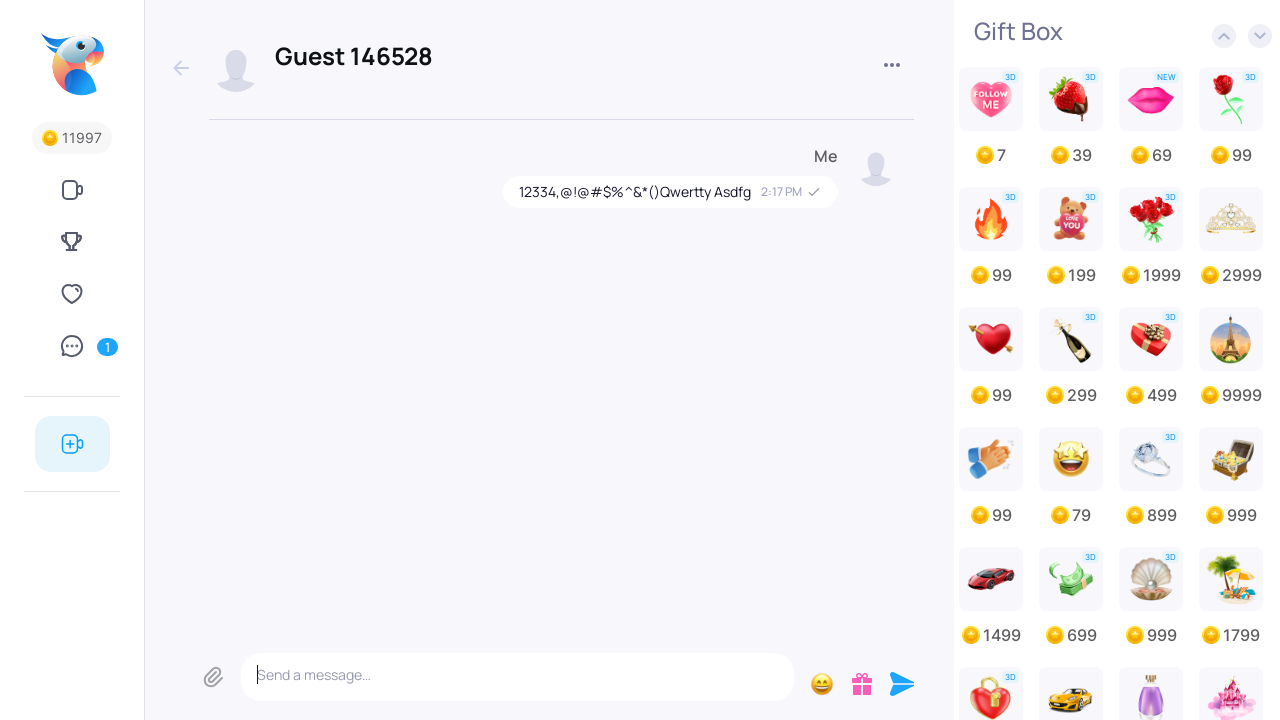 11997
1
Guest 146528
Me
12334,@!@#$%^&*()Qwertty Asdfg 2:17 PM
Send a message...
Gift Box
3D 3D NEW 3D
FOLLOW
ME
7 39 69 99
3D 3D 3D
LOVE
YOU
99 199 1999 2999
3D 3D
99 299 499 9999
3D
99 79 899 999
3D 3D
1499 699 999 1799
3D